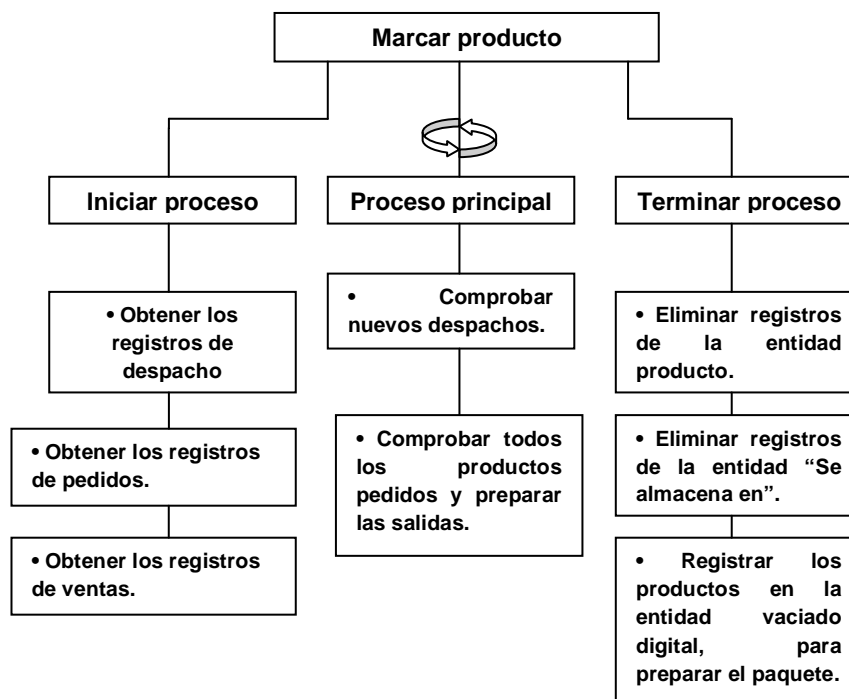 Marcar producto
Iniciar proceso
Proceso principal
Terminar proceso
• Obtener los
registros de
despacho
• Obtener los registros
de pedidos.
• Obtener los registros
de ventas.
• Comprobar
nuevos despachos.
• Comprobar todos
los productos
pedidos y preparar
las salidas.
• Eliminar registros
de la entidad
producto.
• Eliminar registros
de la entidad “Se
almacena en”.
• Registrar los
productos en la
entidad vaciado
digital, para
preparar el paquete.